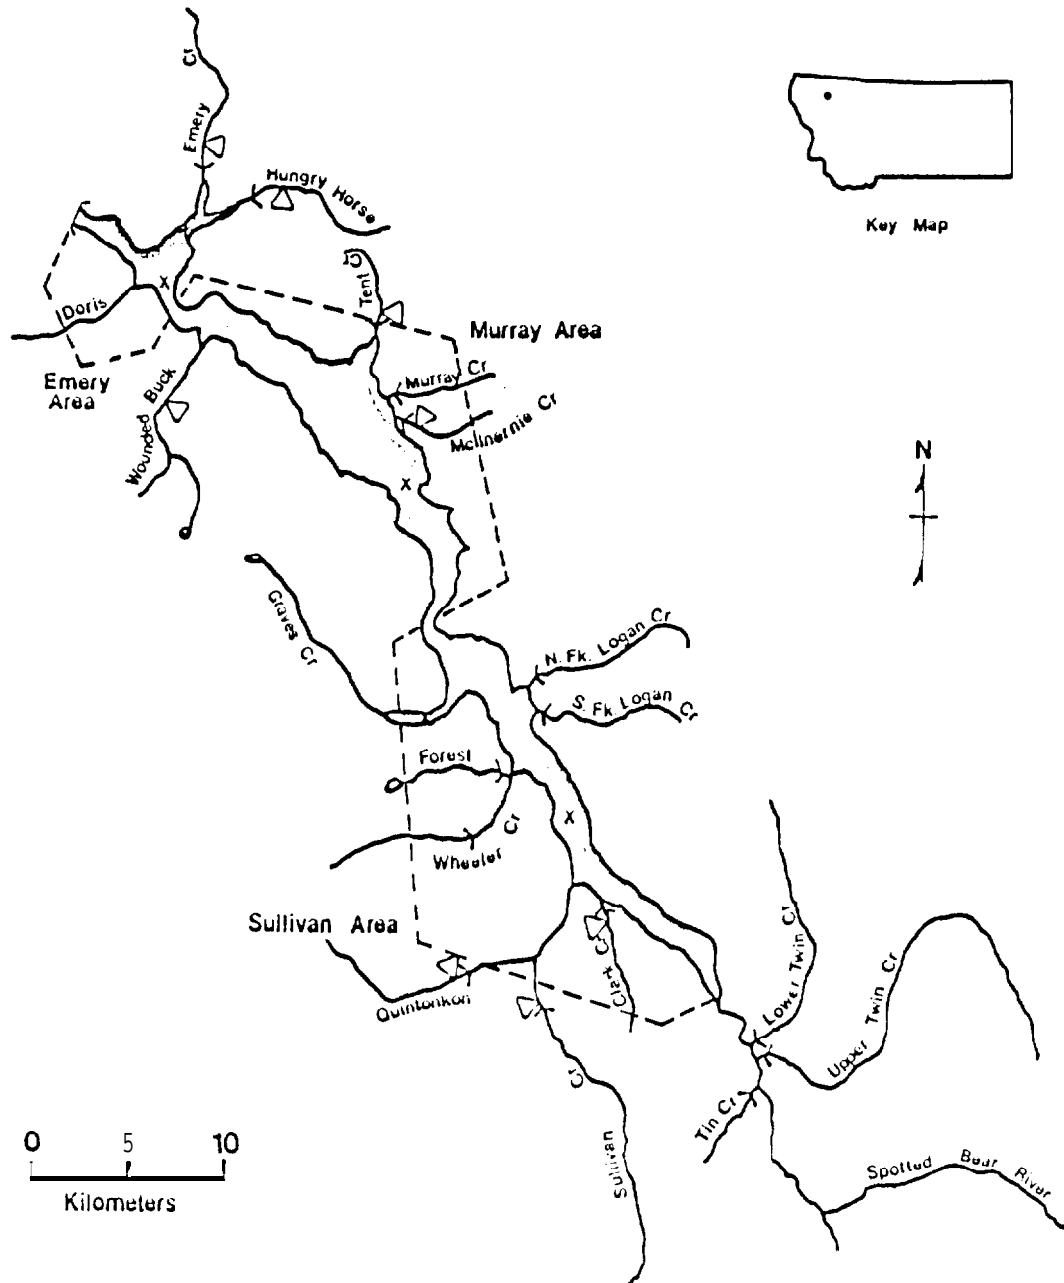 Emery Cr
Hungry Horse
Key Map
Tent Cr
Doris
Murray Area
Emery
Area
Murray Cr
McInernie Cr
Wounded Buck
N
X
X
Graves Cr
N. Fk. Logan Cr
S. Fk Logan Cr
Forest
X
Wheeler Cr
Sullivan Area
Quintonkon
Clark Cr
Lower Twin Cr
Upper Twin Cr
Tin Cr
Sullivan Cr
Spotted Bear River
0 5 10
Kilometers